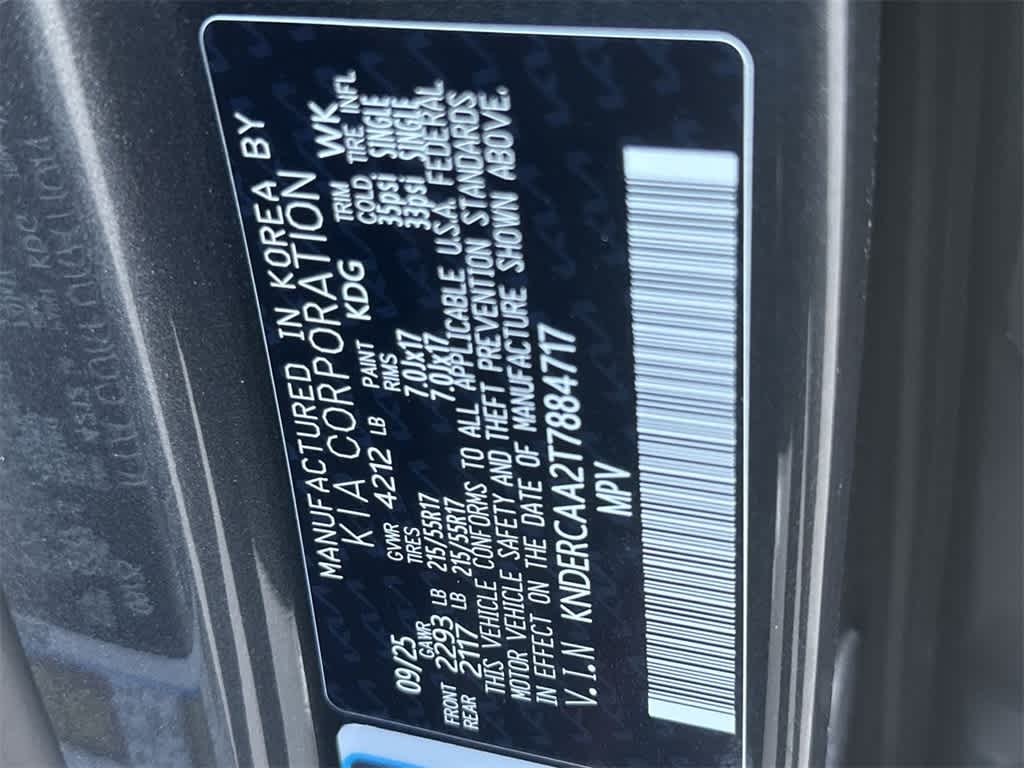 MANUFACTURED IN KOREA BY
KIA CORPORATION
09/25 GVWR 4212 LB PAINT KDG TRIM WK
GAWR TIRES RIMS COLD TIRE INFL
FRONT 2293 LB 215/55R17 7.0Jx17 35psi SINGLE
REAR 2117 LB 215/55R17 7.0Jx17 33psi SINGLE
THIS VEHICLE CONFORMS TO ALL APPLICABLE U.S.A. FEDERAL
MOTOR VEHICLE SAFETY AND THEFT PREVENTION STANDARDS
IN EFFECT ON THE DATE OF MANUFACTURE SHOWN ABOVE.
V.I.N KNDERCAA2T7884717
MPV